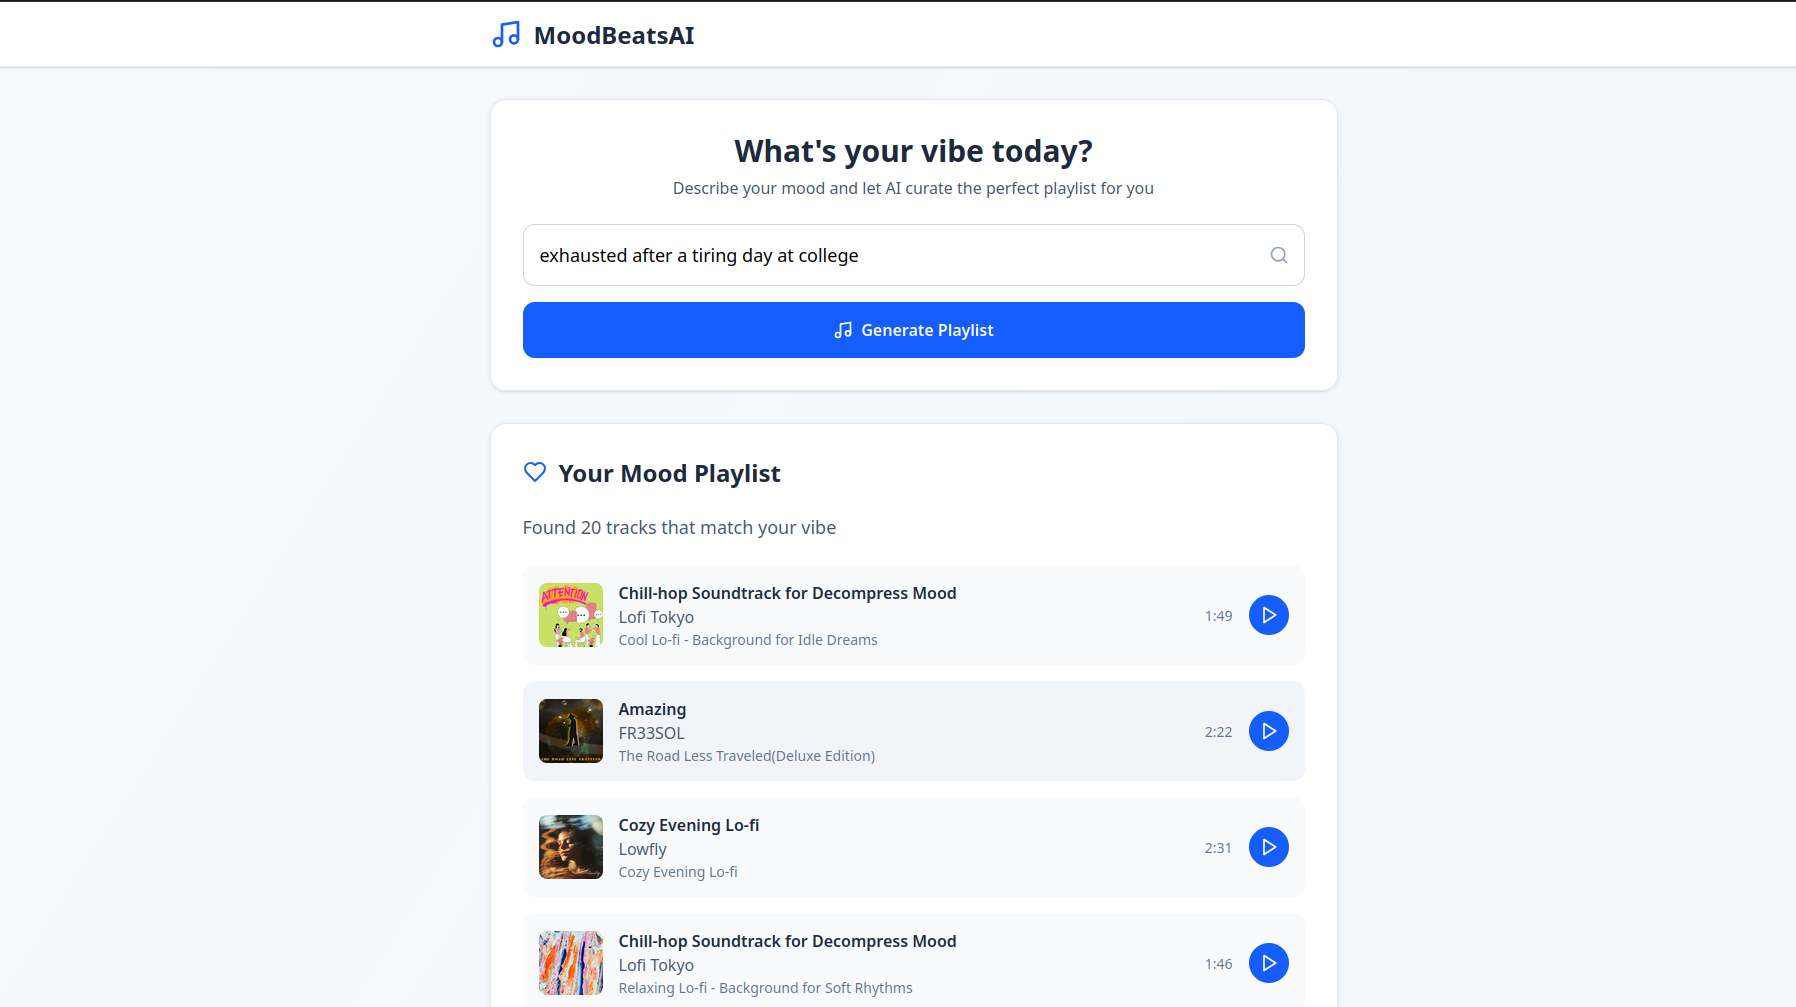 MoodBeatsAI
What's your vibe today?
Describe your mood and let AI curate the perfect playlist for you
exhausted after a tiring day at college
Generate Playlist
Your Mood Playlist
Found 20 tracks that match your vibe
ATTENTION
Chill-hop Soundtrack for Decompress Mood
Lofi Tokyo
Cool Lo-fi - Background for Idle Dreams
1:49
Amazing
FR33SOL
The Road Less Traveled(Deluxe Edition)
2:22
THE ROAD LESS TRAVELED
Cozy Evening Lo-fi
Lowfly
Cozy Evening Lo-fi
2:31
Chill-hop Soundtrack for Decompress Mood
Lofi Tokyo
Relaxing Lo-fi - Background for Soft Rhythms
1:46